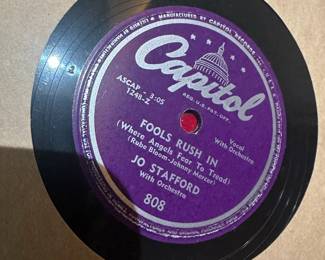 MANUFACTURED BY CAPITOL RECORDS
Capitol
REG. U.S. PAT. OFF.
ASCAP 3:05
1248-Z
Vocal
With Orchestra
FOOLS RUSH IN
(Where Angels Fear To Tread)
(Rube Bloom-Johnny Mercer)
JO STAFFORD
With Orchestra
808